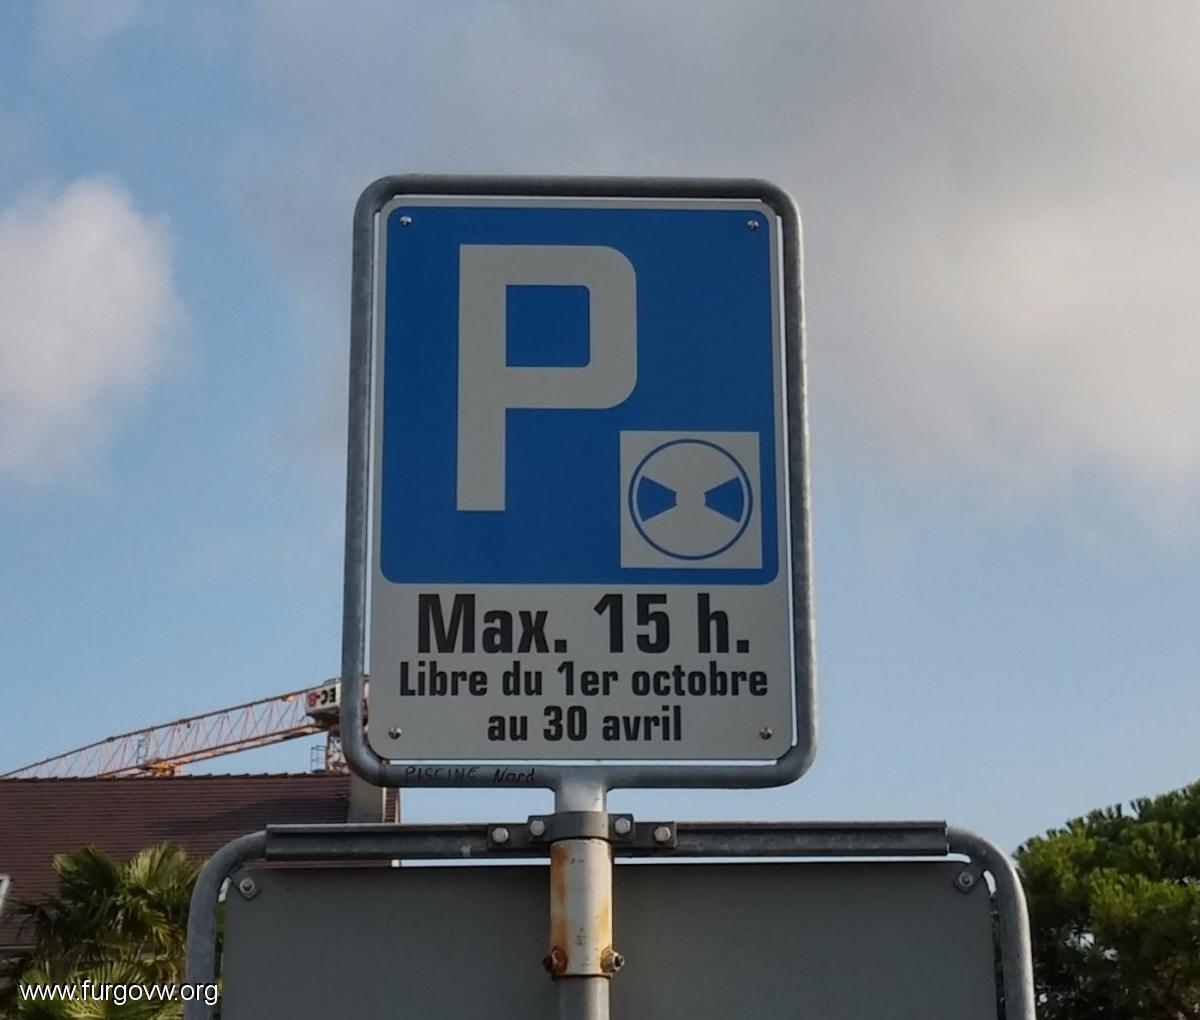 P
Max. 15 h.
Libre du 1er octobre
au 30 avril
PISCINE Nord
www.furgovw.org